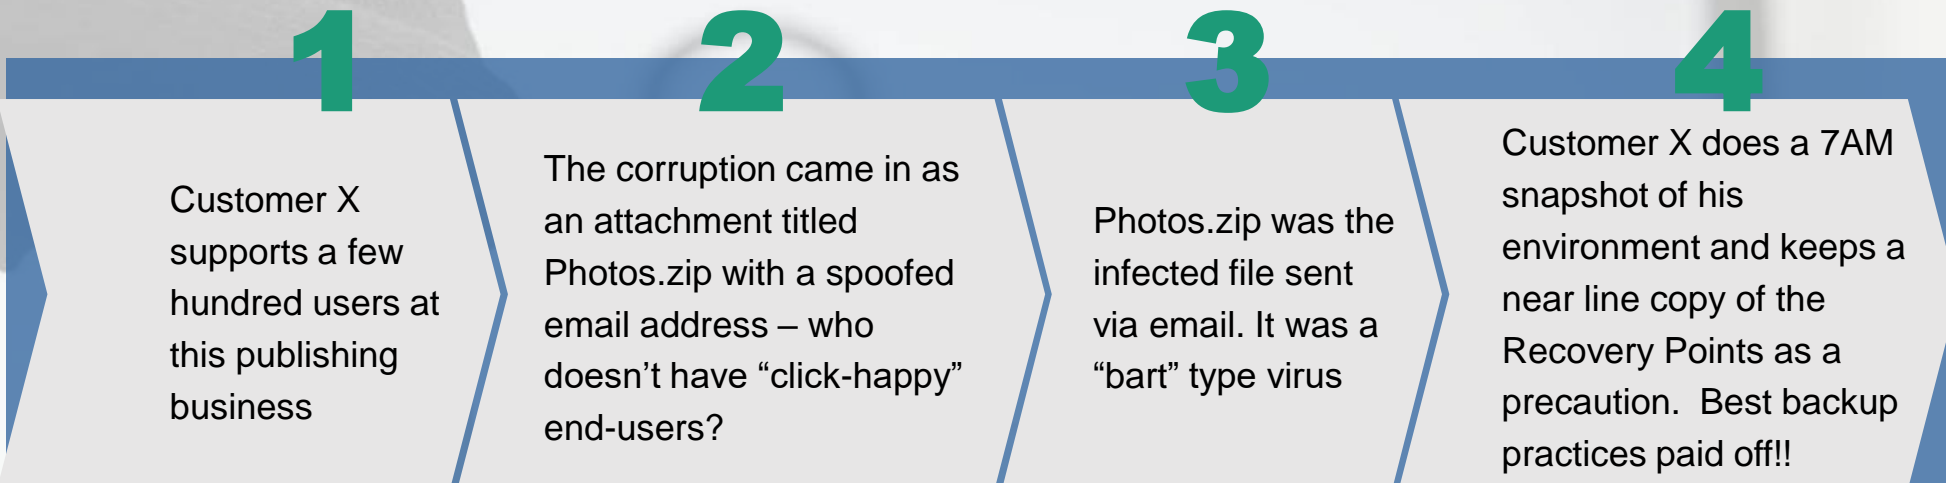 1
Customer X
supports a few
hundred users at
this publishing
business
2
The corruption came in as
an attachment titled
Photos.zip with a spoofed
email address – who
doesn’t have “click-happy”
end-users?
3
Photos.zip was the
infected file sent
via email. It was a
“bart” type virus
4
Customer X does a 7AM
snapshot of his
environment and keeps a
near line copy of the
Recovery Points as a
precaution.  Best backup
practices paid off!!